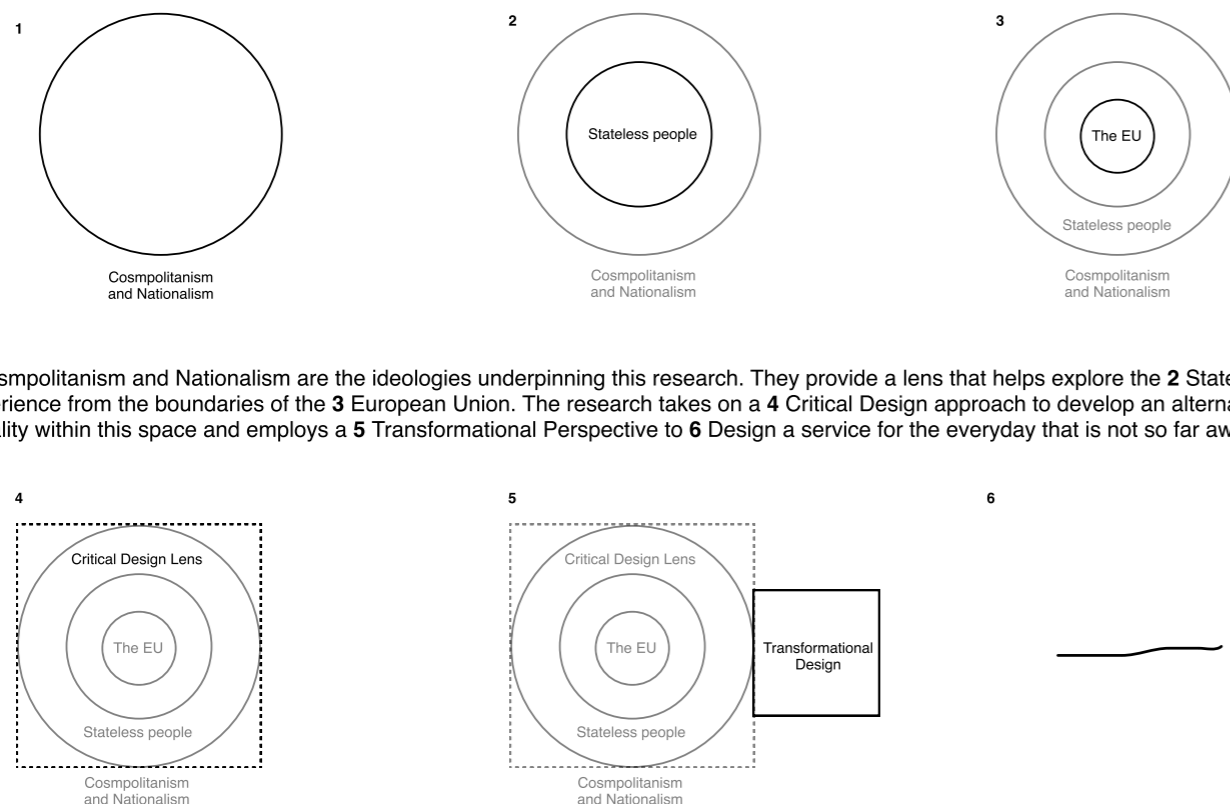 1
2
3
Stateless people
The EU
Stateless people
Cosmpolitanism
and Nationalism
Cosmpolitanism
and Nationalism
Cosmpolitanism
and Nationalism
smpolitanism and Nationalism are the ideologies underpinning this research. They provide a lens that helps explore the 2 State
erience from the boundaries of the 3 European Union. The research takes on a 4 Critical Design approach to develop an alterna
ality within this space and employs a 5 Transformational Perspective to 6 Design a service for the everyday that is not so far aw
4
5
6
Critical Design Lens
The EU
Stateless people
Cosmpolitanism
and Nationalism
Critical Design Lens
The EU
Stateless people
Cosmpolitanism
and Nationalism
Transformational
Design